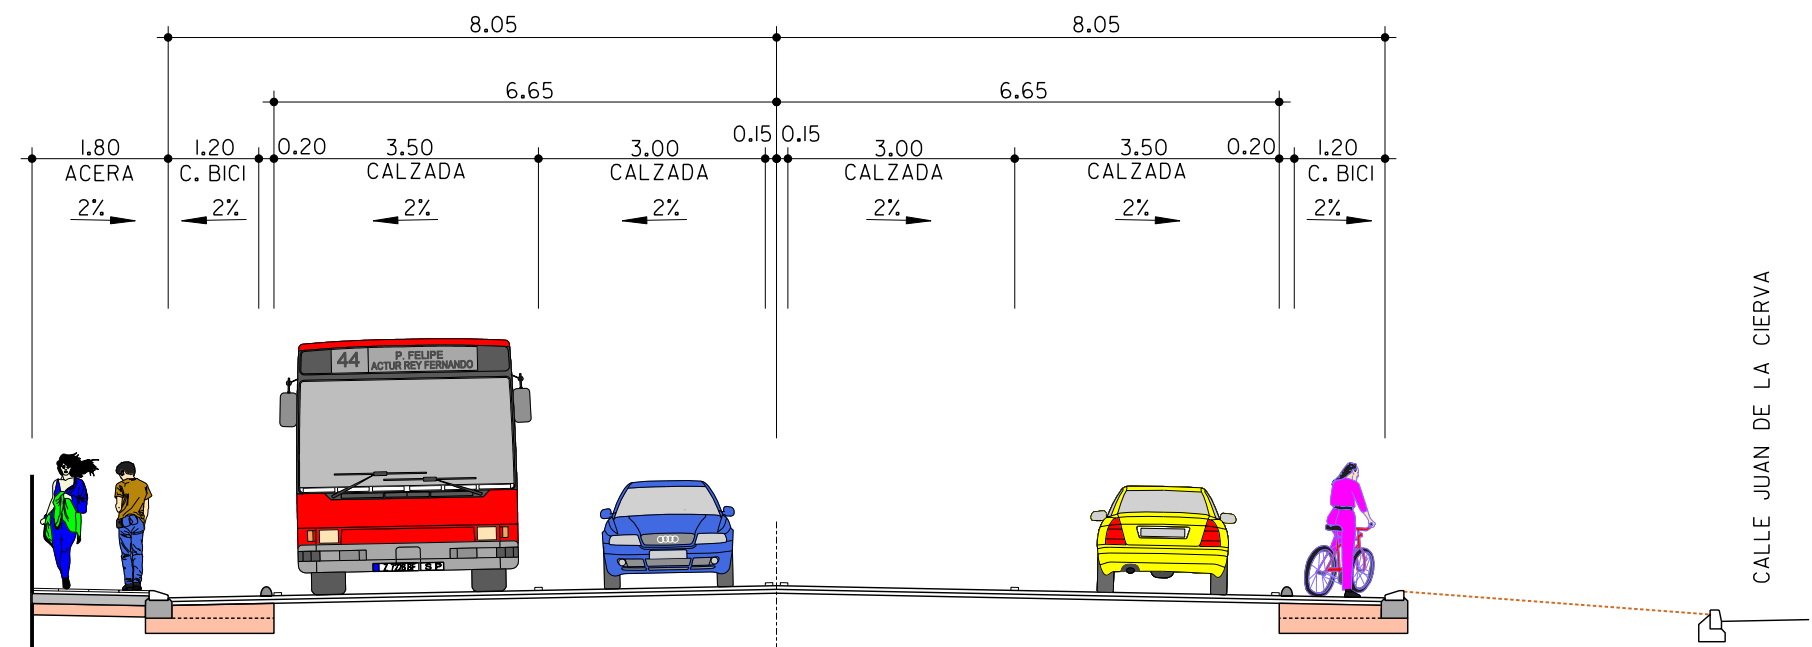 8.05 8.05
6.65 6.65
1.80 1.20 0.20 3.50 3.00 0.15 0.15 3.00 3.50 0.20 1.20
ACERA C. BICI CALZADA CALZADA CALZADA CALZADA C. BICI
2% 2% 2% 2% 2% 2% 2%
44 P. FELIPE
ACTUR REY FERNANDO
S P
CALLE JUAN DE LA CIERVA